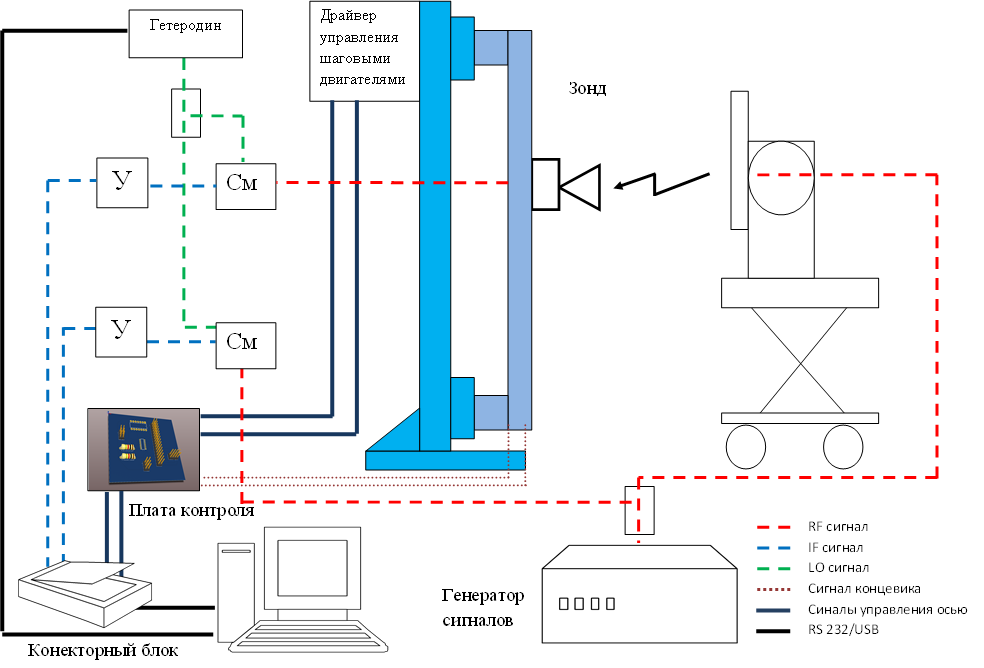 Гетеродин
Драйвер
управления
шаговыми
двигателями
Зонд
У
См
У
См
Плата контроля
Генератор
сигналов
Конекторный блок
RF сигнал
IF сигнал
LO сигнал
Сигнал концевика
Синалы управления осью
RS 232/USB